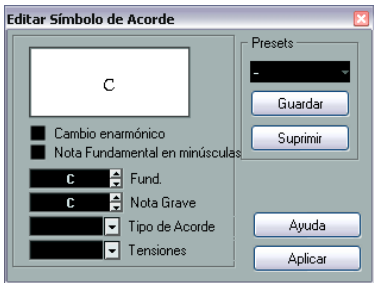 Editar Símbolo de Acorde
Presets
C
-
Guardar
Suprimir
Cambio enarmónico
Nota Fundamental en minúsculas
C Fund.
C Nota Grave
Tipo de Acorde
Tensiones
Ayuda
Aplicar